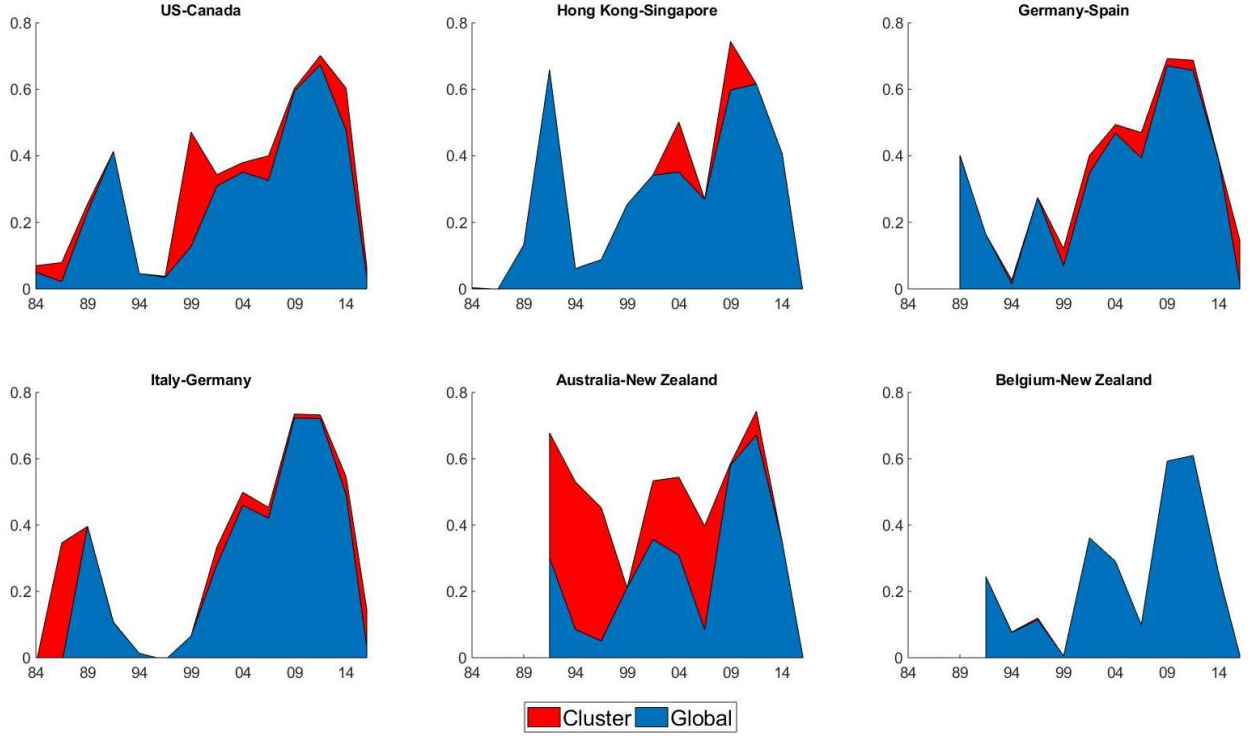 US-Canada
0.8
0.6
0.4
0.2
0
84 89 94 99 04 09 14
Hong Kong-Singapore
0.8
0.6
0.4
0.2
0
84 89 94 99 04 09 14
Germany-Spain
0.8
0.6
0.4
0.2
0
84 89 94 99 04 09 14
Italy-Germany
0.8
0.6
0.4
0.2
0
84 89 94 99 04 09 14
Australia-New Zealand
0.8
0.6
0.4
0.2
0
84 89 94 99 04 09 14
Belgium-New Zealand
0.8
0.6
0.4
0.2
0
84 89 94 99 04 09 14
Cluster Global